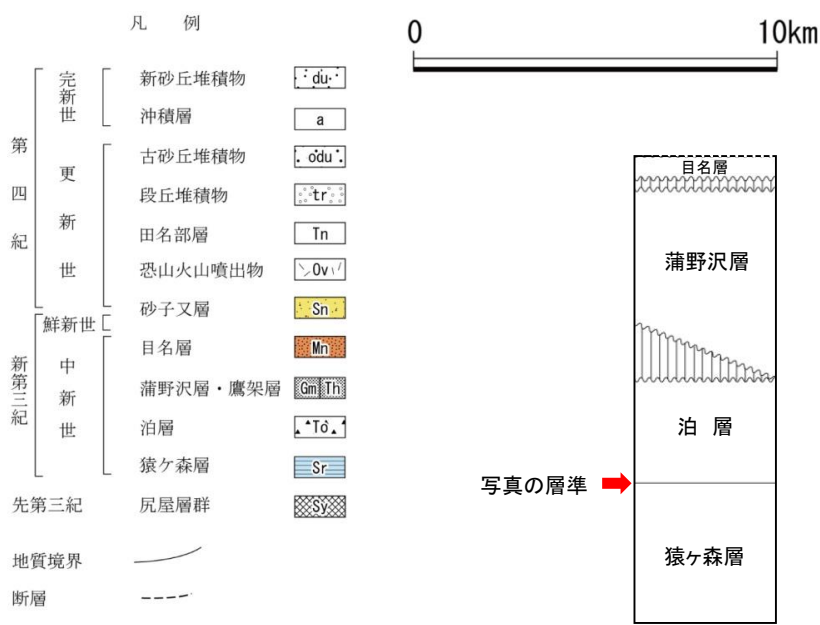 凡 例
第四紀
完新世
新砂丘堆積物 du
沖積層 a
更新世
古砂丘堆積物 odu
段丘堆積物 tr
田名部層 Tn
恐山火山噴出物 Ov
砂子又層 Sn
新第三紀
鮮新世
中新世
目名層 Mn
蒲野沢層・鷹架層 Gm Th
泊層 To
猿ケ森層 Sr
先第三紀 尻屋層群 Sy
地質境界
断層
0 10km
目名層
蒲野沢層
泊 層
写真の層準
猿ヶ森層